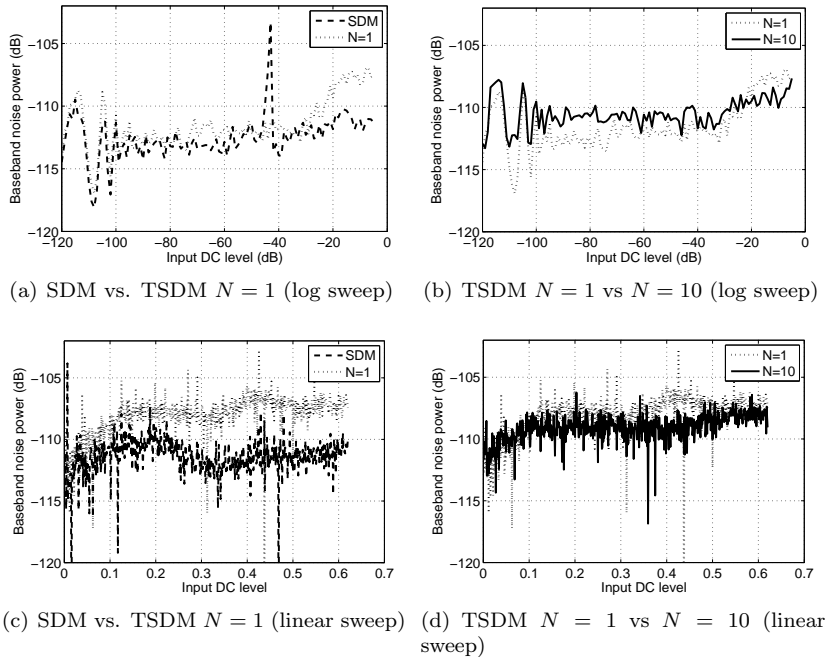 SDM
N=1
Baseband noise power (dB)
−105
−110
−115
−120
−120
−100
−80
−60
−40
−20
0
Input DC level (dB)
(a) SDM vs. TSDM N = 1 (log sweep)
N=1
N=10
Baseband noise power (dB)
−105
−110
−115
−120
−120
−100
−80
−60
−40
−20
0
Input DC level (dB)
(b) TSDM N = 1 vs N = 10 (log sweep)
SDM
N=1
Baseband noise power (dB)
−105
−110
−115
−120
0
0.1
0.2
0.3
0.4
0.5
0.6
0.7
Input DC level
(c) SDM vs. TSDM N = 1 (linear sweep)
N=1
N=10
Baseband noise power (dB)
−105
−110
−115
−120
0
0.1
0.2
0.3
0.4
0.5
0.6
0.7
Input DC level
(d) TSDM N = 1 vs N = 10 (linear
sweep)